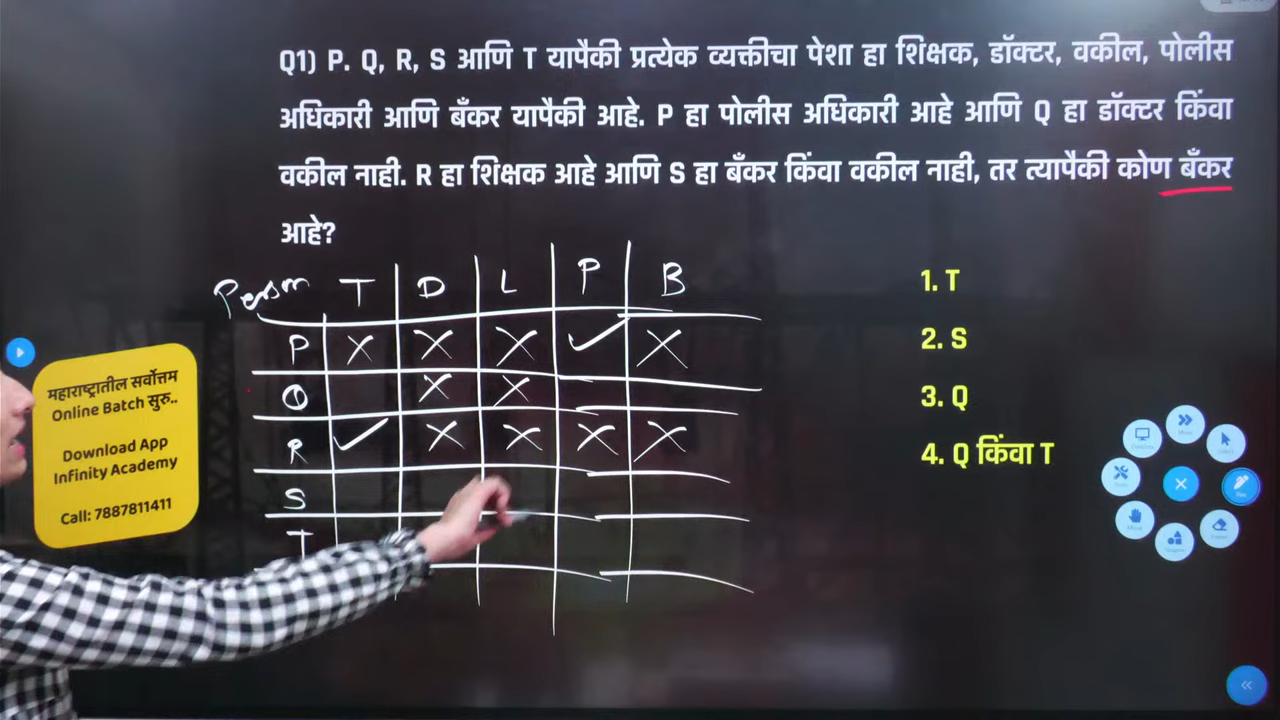 Q1) P. Q, R, S आणि T यापैकी प्रत्येक व्यक्तीचा पेशा हा शिक्षक, डॉक्टर, वकील, पोलीस
अधिकारी आणि बँकर यापैकी आहे. P हा पोलीस अधिकारी आहे आणि Q हा डॉक्टर किंवा
वकील नाही. R हा शिक्षक आहे आणि S हा बँकर किंवा वकील नाही, तर त्यापैकी कोण बँकर
आहे?
Person T D L P B
P X X X ✓ X
Q X X
R ✓ X X X X
S
T
1. T
2. S
3. Q
4. Q किंवा T
महाराष्ट्रातील सर्वोत्तम
Online Batch सुरु..
Download App
Infinity Academy
Call: 7887811411